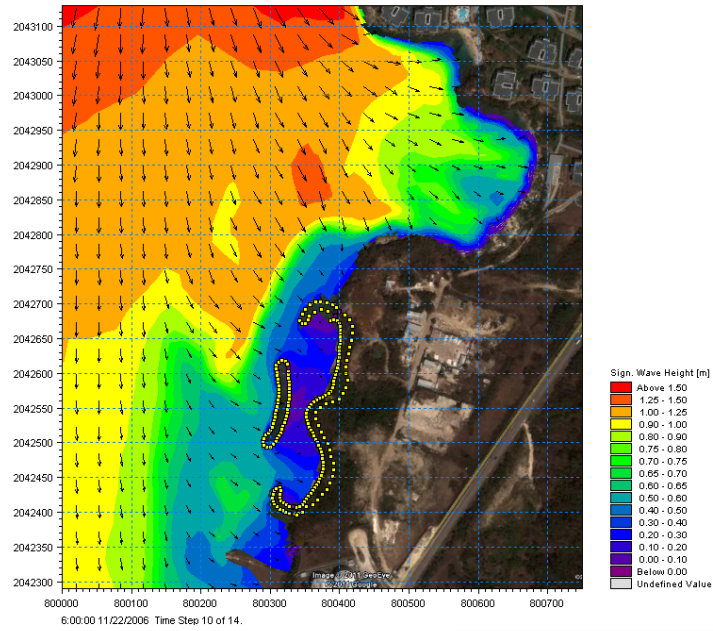 2043100
2043050
2043000
2042950
2042900
2042850
2042800
2042750
2042700
2042650
2042600
2042550
2042500
2042450
2042400
2042350
2042300
800000 800100 800200 800300 800400 800500 800600 800700
6:00:00 11/22/2006 Time Step 10 of 14.
Image © 2011 GeoEye
© 2011 Google
Sign. Wave Height [m]
Above 1.50
1.25 - 1.50
1.00 - 1.25
0.90 - 1.00
0.80 - 0.90
0.75 - 0.80
0.70 - 0.75
0.65 - 0.70
0.60 - 0.65
0.50 - 0.60
0.40 - 0.50
0.30 - 0.40
0.20 - 0.30
0.10 - 0.20
0.00 - 0.10
Below 0.00
Undefined Value